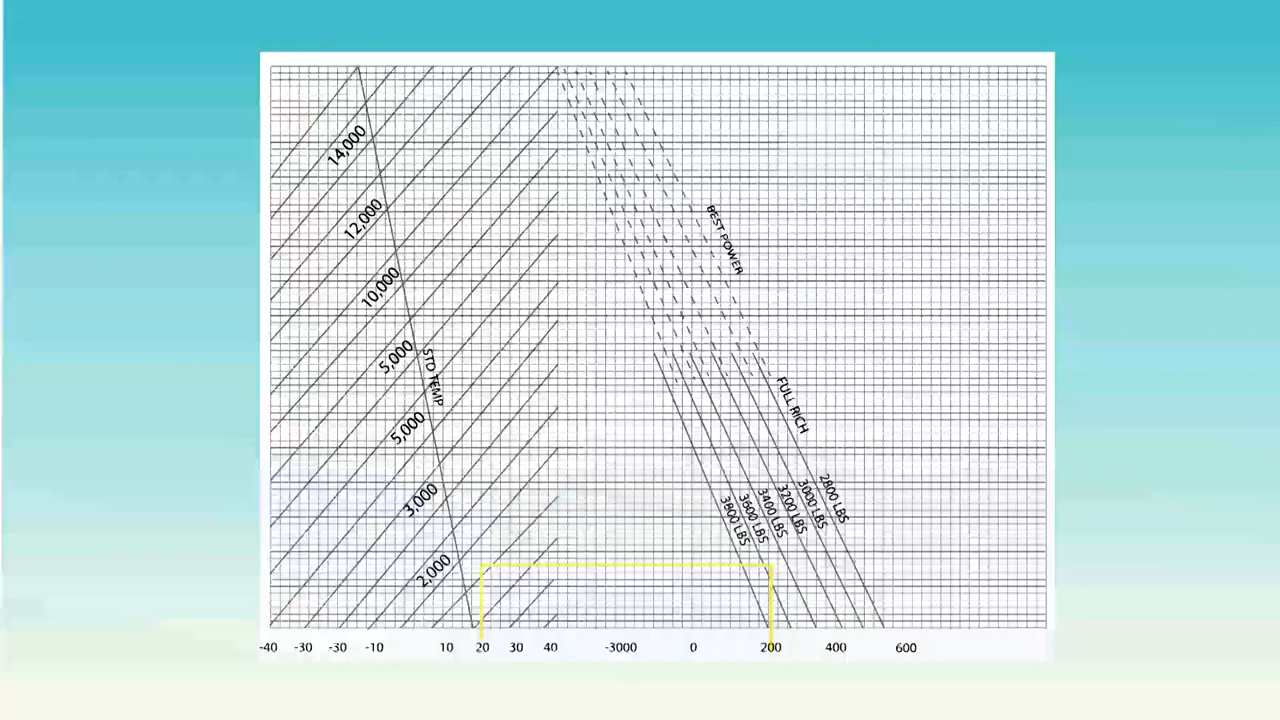 14,000
12,000
10,000
5,000
STD TEMP
5,000
3,000
2,000
BEST POWER
FULL RICH
3800 LBS
3600 LBS
3400 LBS
3200 LBS
3000 LBS
2800 LBS
-40 -30 -30 -10 10 20 30 40 -3000 0 200 400 600